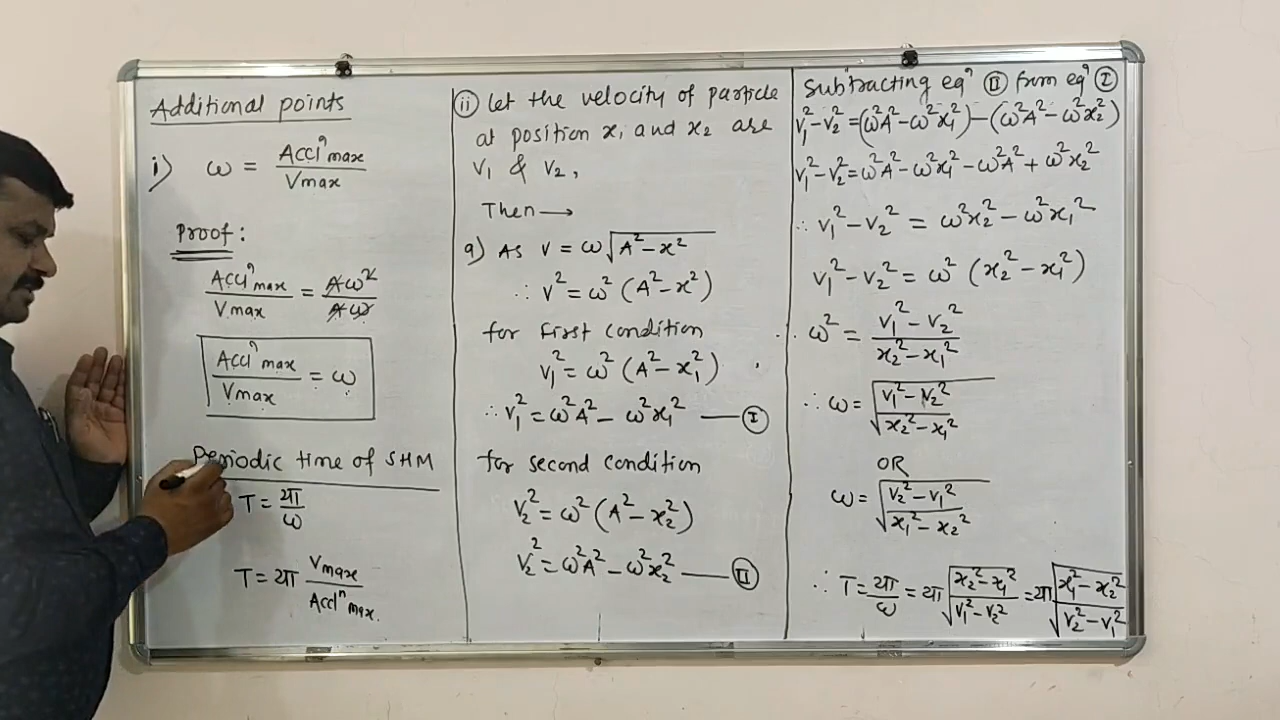 Additional points
i) ω = Accl^n max / Vmax
Proof :
Accl^n max / V.max = Aω² / Aω
Accl^n max / Vmax = ω
Periodic time of SHM
T = 2π / ω
T = 2π Vmax / Accl^n max.
(ii) Let the velocity of particle
at position x₁ and x₂ are
V₁ & V₂,
Then →
a) As V = ω√(A² − x²)
∴ V² = ω² (A² − x²)
for first condition
V₁² = ω² (A² − x₁²)
∴ V₁² = ω²A² − ω²x₁² —— (I)
for second condition
V₂² = ω² (A² − x₂²)
V₂² = ω²A² − ω²x₂² —— (II)
Subtracting eqⁿ (II) from eqⁿ (I)
V₁² − V₂² = (ω²A² − ω²x₁²) − (ω²A² − ω²x₂²)
V₁² − V₂² = ω²A² − ω²x₁² − ω²A² + ω²x₂²
∴ V₁² − V₂² = ω²x₂² − ω²x₁²
V₁² − V₂² = ω² (x₂² − x₁²)
∴ ω² = V₁² − V₂² / x₂² − x₁²
∴ ω = √(V₁² − V₂² / x₂² − x₁²)
OR
ω = √(V₂² − V₁² / x₁² − x₂²)
∴ T = 2π / ω = 2π √(x₂² − x₁² / V₁² − V₂²) = 2π √(x₁² − x₂² / V₂² − V₁²)